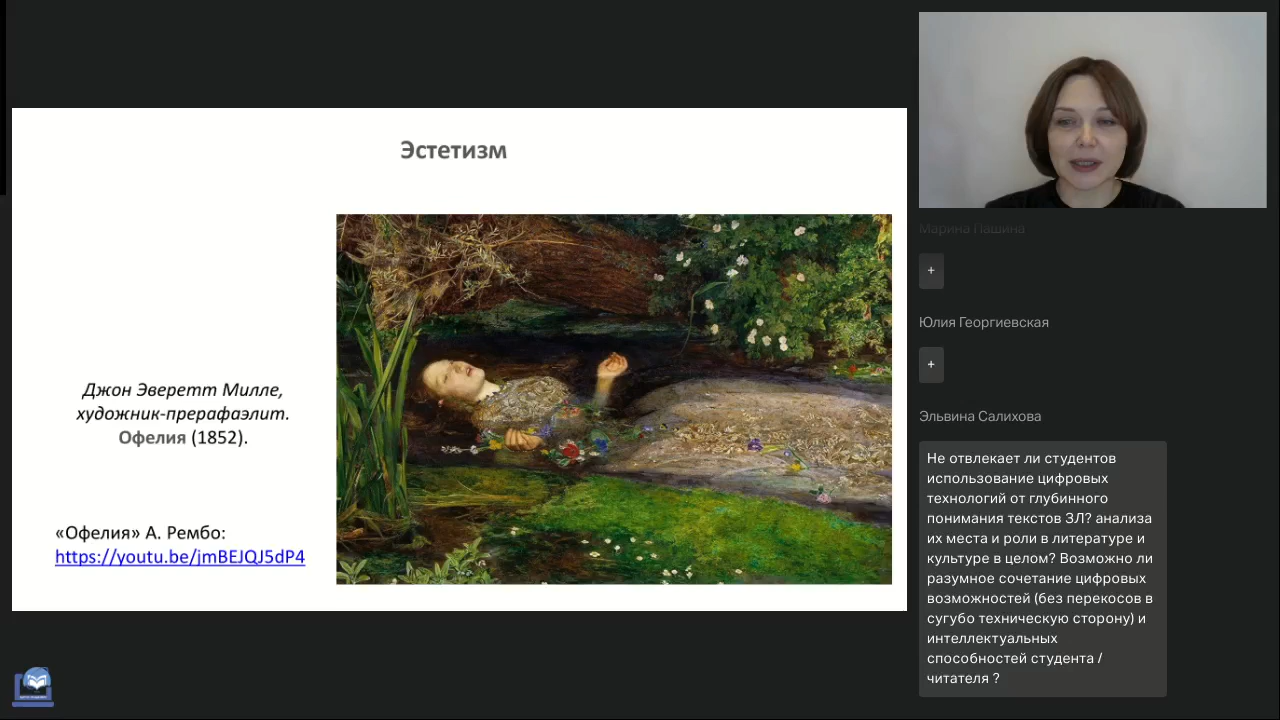 Эстетизм
Джон Эверетт Милле,
художник-прерафаэлит.
Офелия (1852).
«Офелия» А. Рембо:
https://youtu.be/jmBEJQJ5dP4
Марина Пашина
+
Юлия Георгиевская
+
Эльвина Салихова
Не отвлекает ли студентов
использование цифровых
технологий от глубинного
понимания текстов ЗЛ? анализа
их места и роли в литературе и
культуре в целом? Возможно ли
разумное сочетание цифровых
возможностей (без перекосов в
сугубо техническую сторону) и
интеллектуальных
способностей студента /
читателя ?